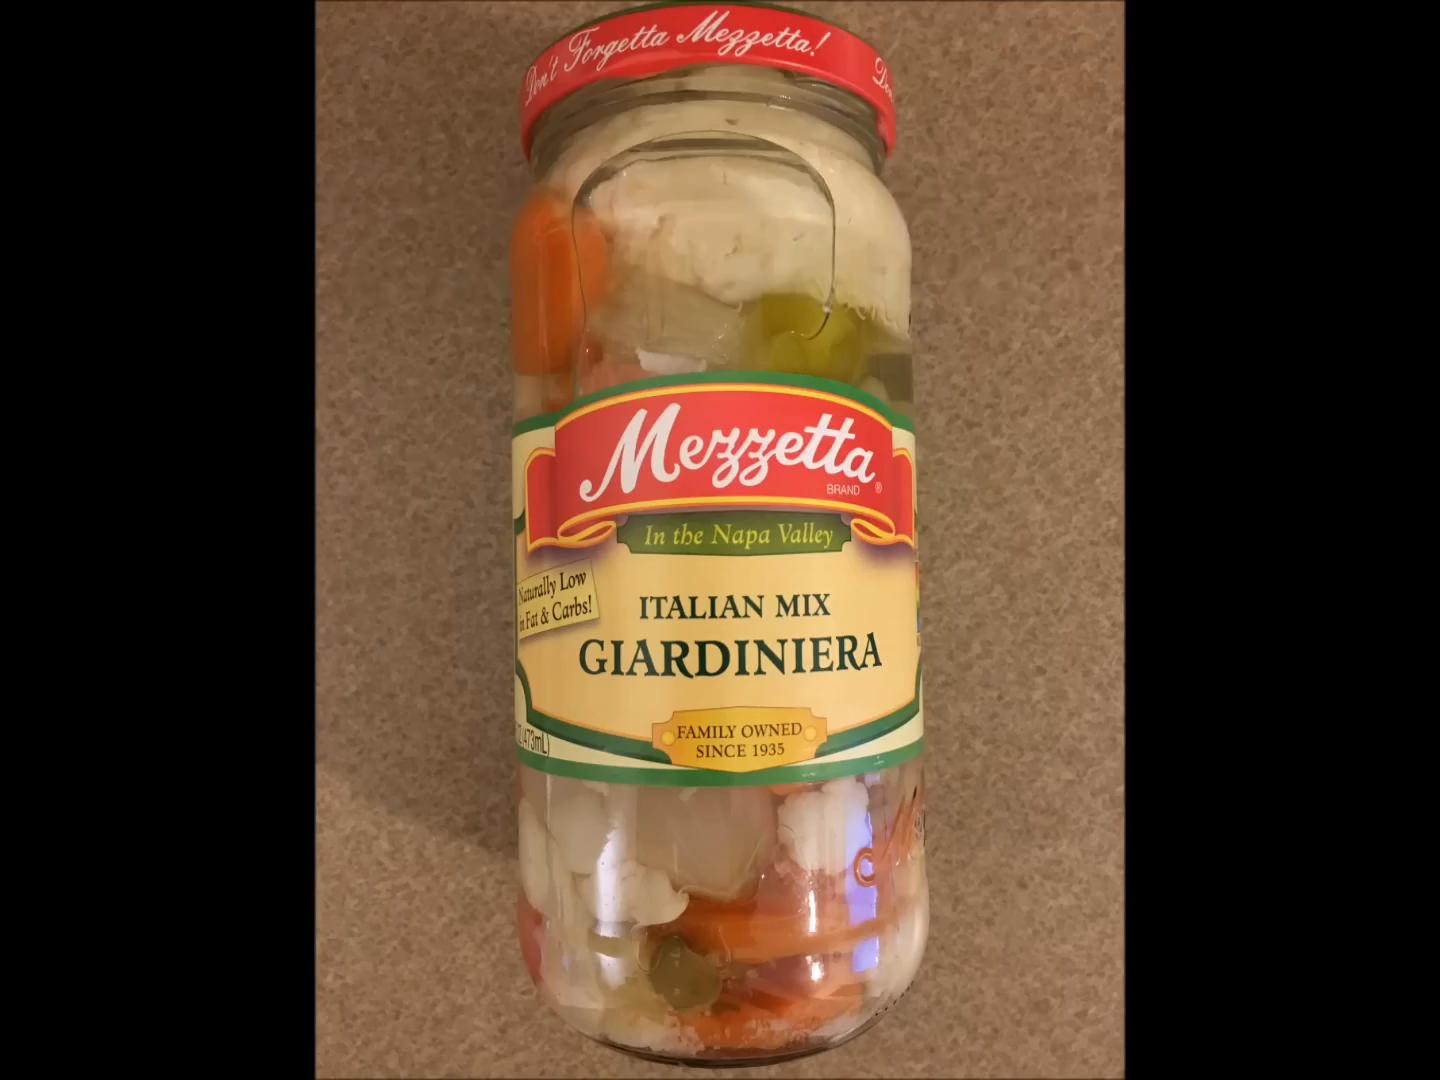 Don't Forgetta Mezzetta!
Mezzetta
BRAND ®
In the Napa Valley
Naturally Low
in Fat & Carbs!
ITALIAN MIX
GIARDINIERA
FAMILY OWNED
SINCE 1935
(473mL)